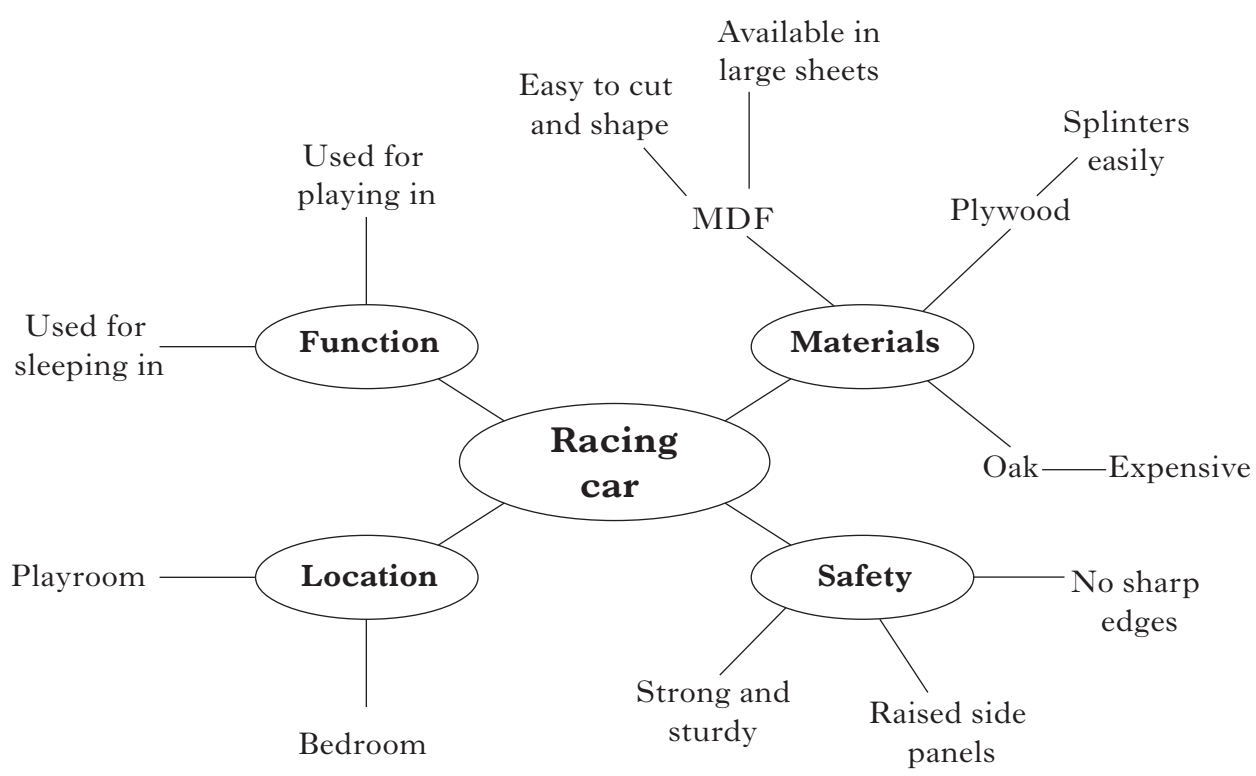 Available in
large sheets
Easy to cut
and shape
Splinters
easily
Used for
playing in
MDF
Plywood
Used for
sleeping in
Function
Materials
Racing
car
Oak
Expensive
Playroom
Location
Safety
No sharp
edges
Strong and
sturdy
Raised side
panels
Bedroom